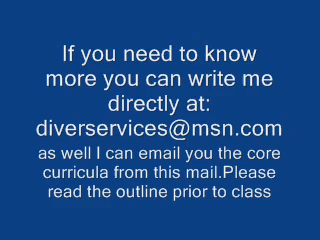 If you need to know
more you can write me
directly at:
diverservices@msn.com
as well I can email you the core
curricula from this mail.Please
read the outline prior to class